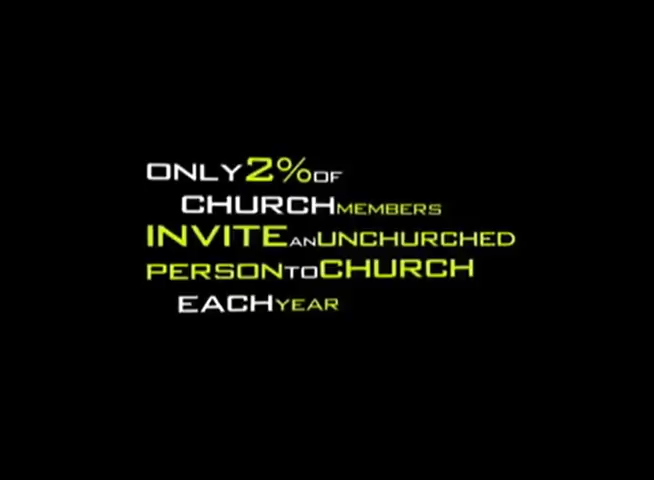 ONLY 2% OF
CHURCH MEMBERS
INVITE AN UNCHURCHED
PERSON TO CHURCH
EACH YEAR